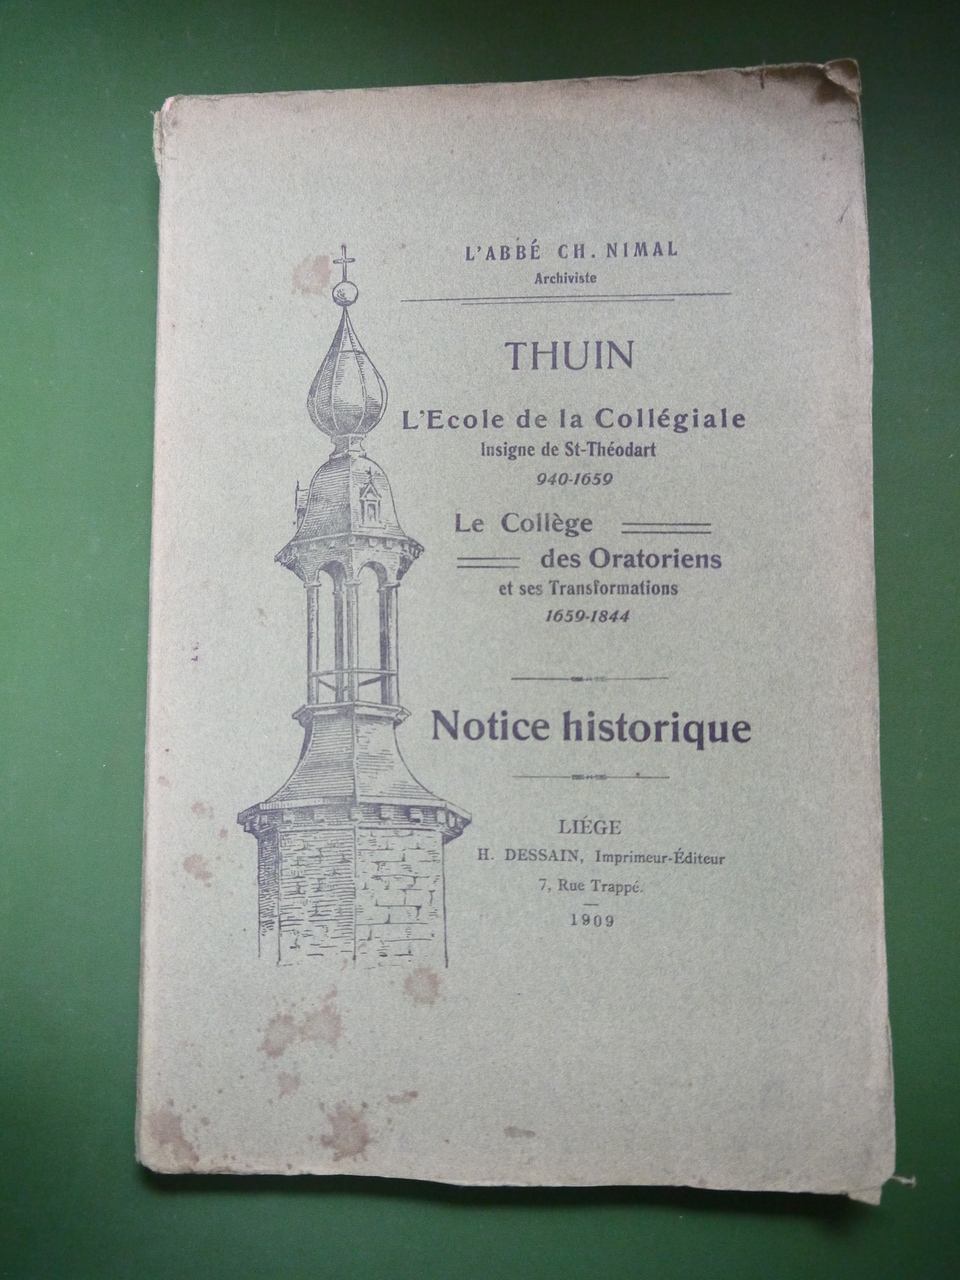 L'ABBÉ CH. NIMAL
Archiviste
THUIN
L'Ecole de la Collégiale
Insigne de St-Théodart
940-1659
Le Collège
des Oratoriens
et ses Transformations
1659-1844
Notice historique
LIÉGE
H. DESSAIN, Imprimeur-Éditeur
7, Rue Trappé.
1909